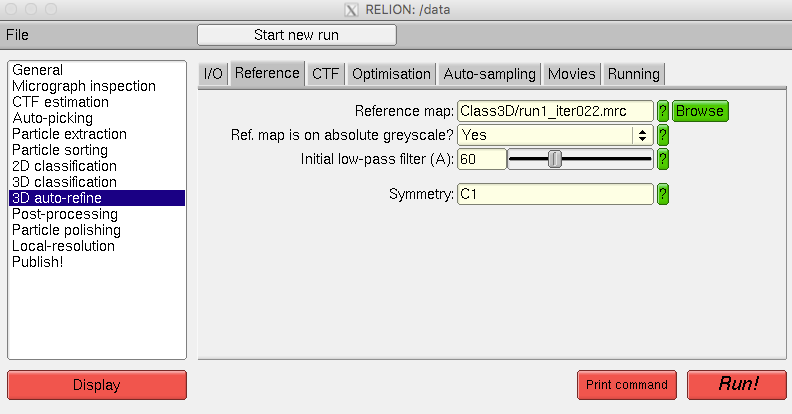 RELION: /data
File
Start new run
General
Micrograph inspection
CTF estimation
Auto-picking
Particle extraction
Particle sorting
2D classification
3D classification
3D auto-refine
Post-processing
Particle polishing
Local-resolution
Publish!
I/O Reference CTF Optimisation Auto-sampling Movies Running
Reference map: Class3D/run1_iter022.mrc ? Browse
Ref. map is on absolute greyscale? Yes ?
Initial low-pass filter (A): 60 ?
Symmetry: C1 ?
Display
Print command
Run!